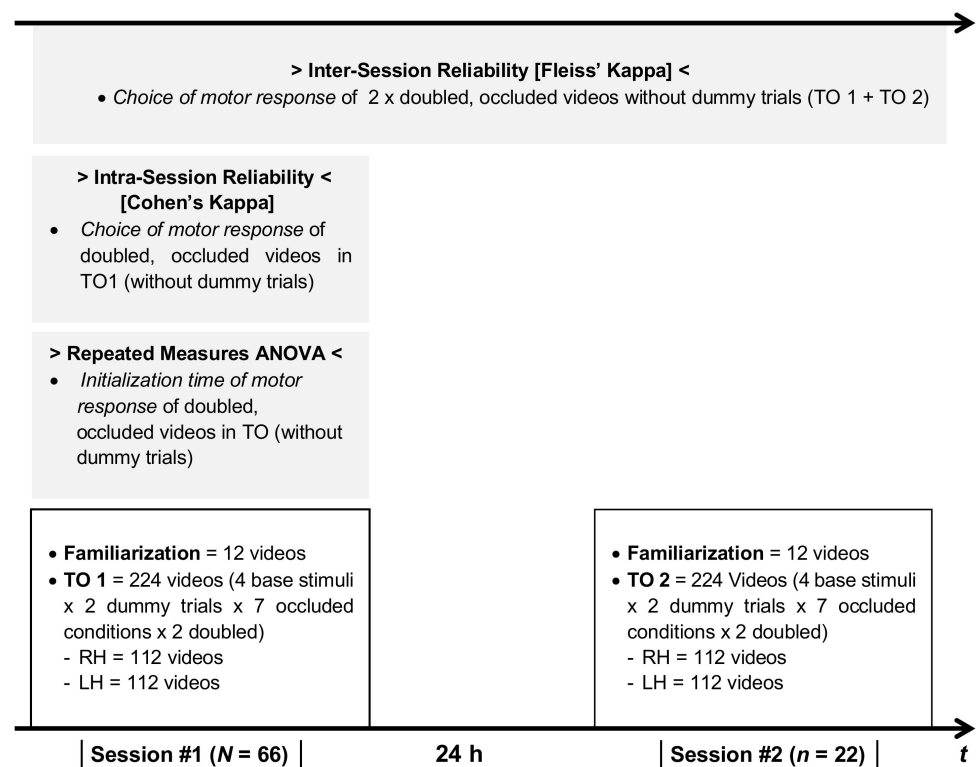 > Inter-Session Reliability [Fleiss’ Kappa] <
• Choice of motor response of 2 x doubled, occluded videos without dummy trials (TO 1 + TO 2)
> Intra-Session Reliability <
[Cohen’s Kappa]
• Choice of motor response of
doubled, occluded videos in
TO1 (without dummy trials)
> Repeated Measures ANOVA <
• Initialization time of motor
response of doubled,
occluded videos in TO (without
dummy trials)
• Familiarization = 12 videos
• TO 1 = 224 videos (4 base stimuli
x 2 dummy trials x 7 occluded
conditions x 2 doubled)
- RH = 112 videos
- LH = 112 videos
• Familiarization = 12 videos
• TO 2 = 224 Videos (4 base stimuli
x 2 dummy trials x 7 occluded
conditions x 2 doubled)
- RH = 112 videos
- LH = 112 videos
Session #1 (N = 66)
24 h
Session #2 (n = 22)
t